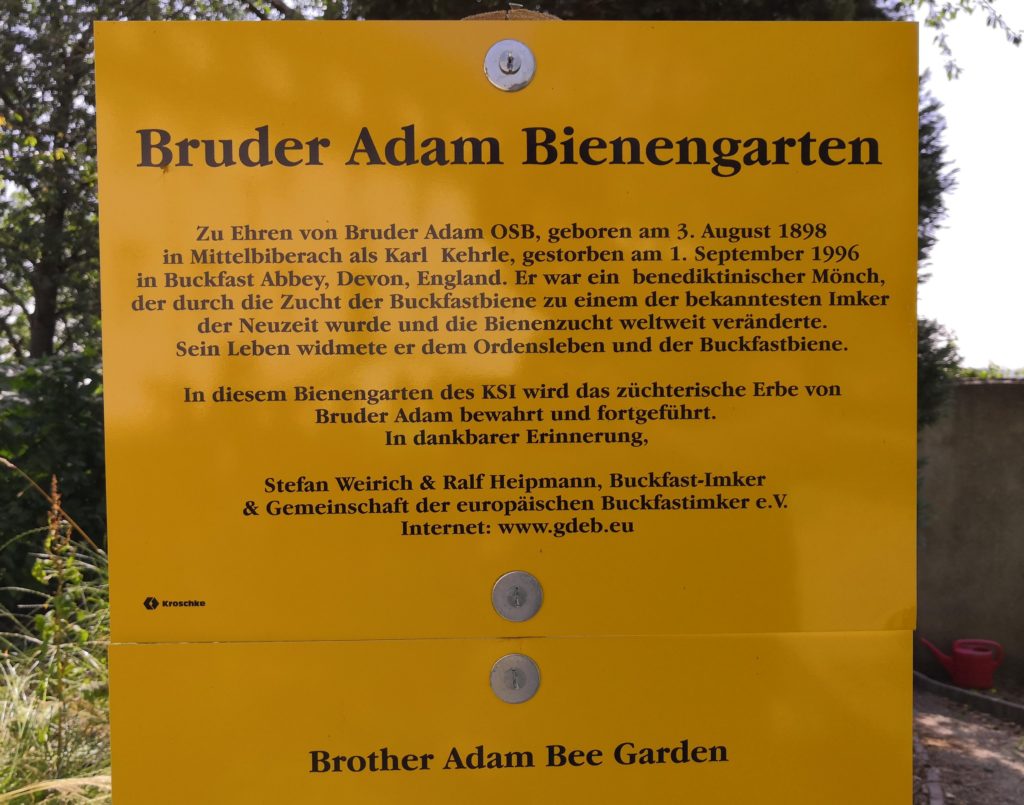 Bruder Adam Bienengarten
Zu Ehren von Bruder Adam OSB, geboren am 3. August 1898
in Mittelbiberach als Karl Kehrle, gestorben am 1. September 1996
in Buckfast Abbey, Devon, England. Er war ein benediktinischer Mönch,
der durch die Zucht der Buckfastbiene zu einem der bekanntesten Imker
der Neuzeit wurde und die Bienenzucht weltweit veränderte.
Sein Leben widmete er dem Ordensleben und der Buckfastbiene.
In diesem Bienengarten des KSI wird das züchterische Erbe von
Bruder Adam bewahrt und fortgeführt.
In dankbarer Erinnerung,
Stefan Weirich & Ralf Heipmann, Buckfast-Imker
& Gemeinschaft der europäischen Buckfastimker e.V.
Internet: www.gdeb.eu
Kroschke
Brother Adam Bee Garden